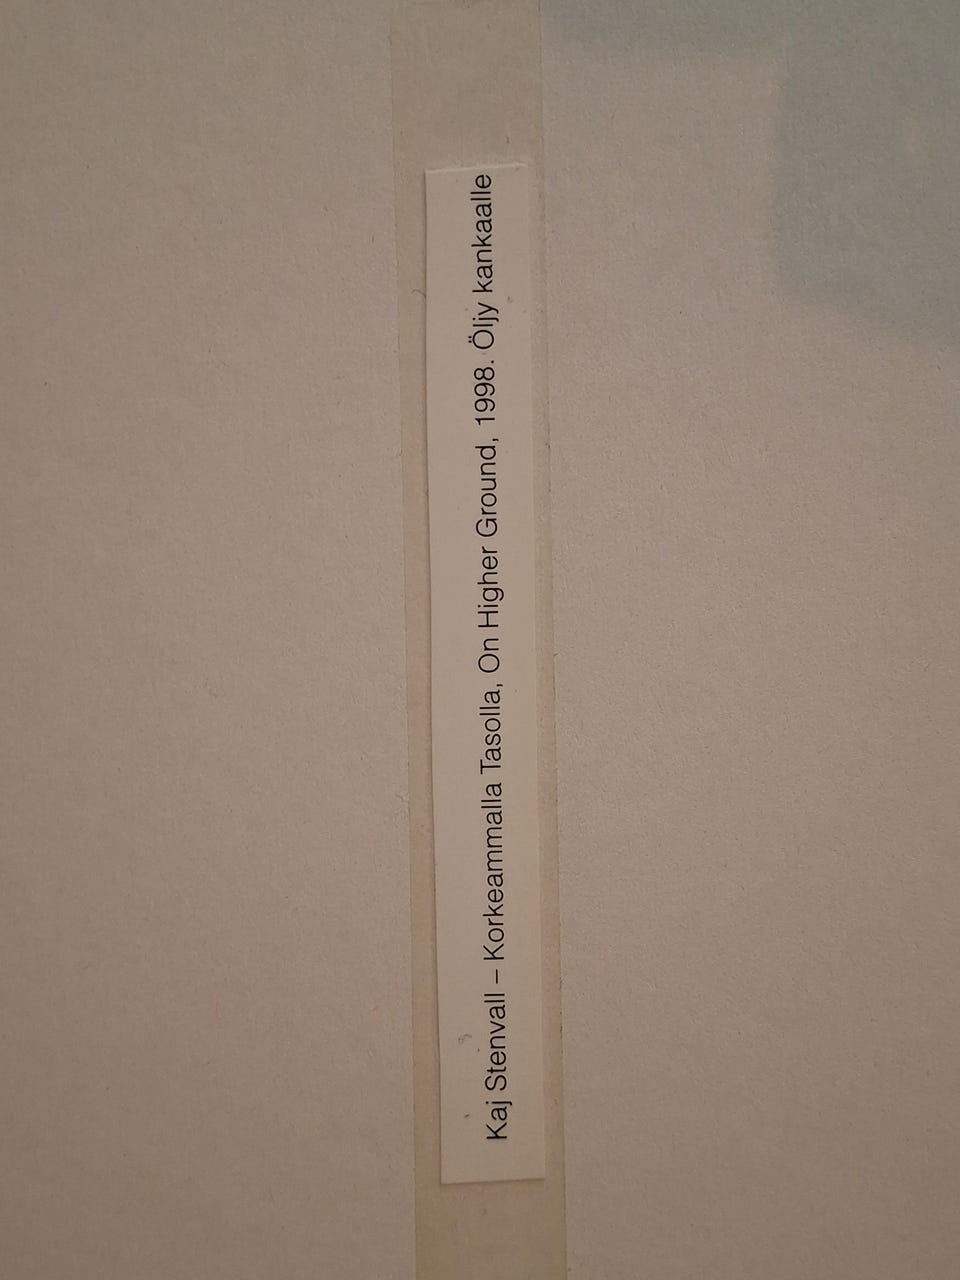 Kaj Stenvall – Korkeammalla Tasolla, On Higher Ground, 1998. Öljy kankaalle